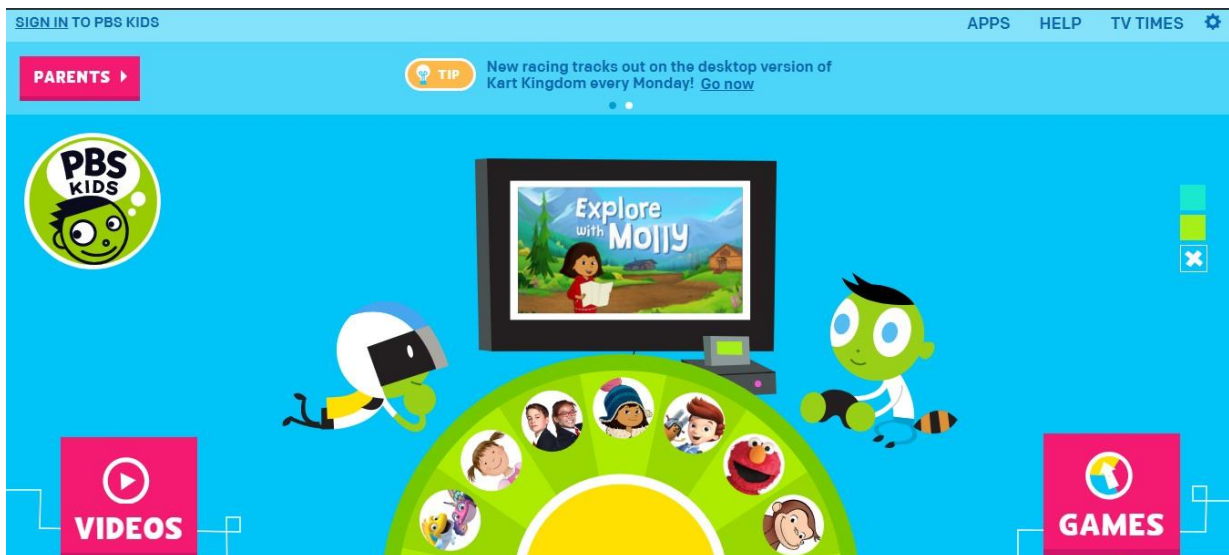 SIGN IN TO PBS KIDS
APPS
HELP
TV TIMES
PARENTS
TIP
New racing tracks out on the desktop version of
Kart Kingdom every Monday! Go now
PBS
KIDS
Explore
with Molly
VIDEOS
GAMES